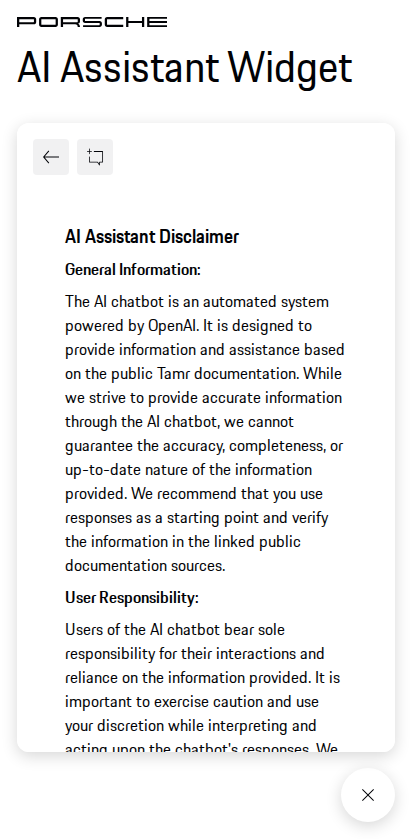 PORSCHE
AI Assistant Widget
AI Assistant Disclaimer
General Information:
The AI chatbot is an automated system
powered by OpenAI. It is designed to
provide information and assistance based
on the public Tamr documentation. While
we strive to provide accurate information
through the AI chatbot, we cannot
guarantee the accuracy, completeness, or
up-to-date nature of the information
provided. We recommend that you use
responses as a starting point and verify
the information in the linked public
documentation sources.
User Responsibility:
Users of the AI chatbot bear sole
responsibility for their interactions and
reliance on the information provided. It is
important to exercise caution and use
your discretion while interpreting and
acting upon the chatbot's responses. We